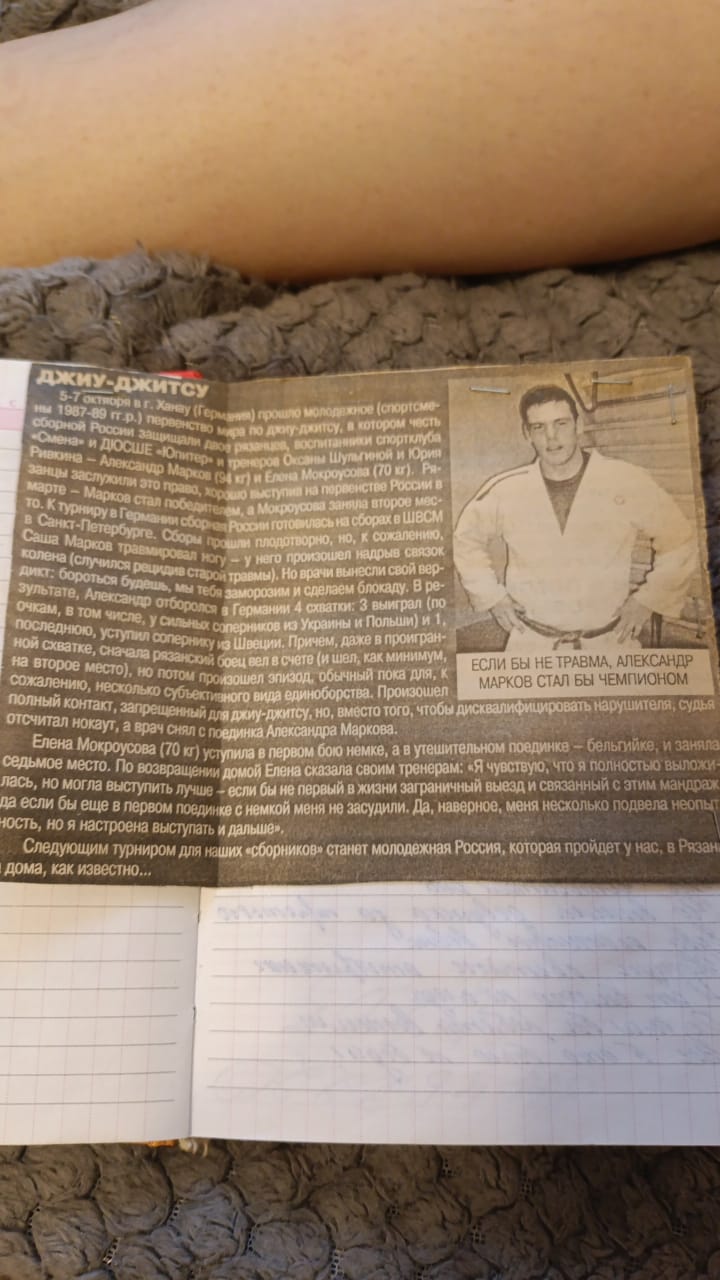 ДЖИУ-ДЖИТСУ
5-7 октября в г. Ханау (Германия) прошло молодежное (спортсме-
ны 1987-89 гг.р.) первенство мира по джиу-джитсу, в котором честь
сборной России защищали двое рязанцев, воспитанники спортклуба
«Смена» и ДЮСШЕ «Юпитер» и тренеров Оксаны Шульгиной и Юрия
Ривкина – Александр Марков (94 кг) и Елена Мокроусова (70 кг). Ря-
занцы заслужили это право, хорошо выступив на первенстве России в
марте – Марков стал победителем, а Мокроусова заняла второе мес-
то. К турниру в Германии сборная России готовилась на сборах в ШВСМ
в Санкт-Петербурге. Сборы прошли плодотворно, но, к сожалению,
Саша Марков травмировал ногу – у него произошел надрыв связок
колена (случился рецидив старой травмы). Но врачи вынесли свой вер-
дикт: бороться будешь, мы тебя заморозим и сделаем блокаду. В ре-
зультате, Александр отборолся в Германии 4 схватки: 3 выиграл (по
очкам, в том числе, у сильных соперников из Украины и Польши) и 1,
последнюю, уступил сопернику из Швеции. Причем, даже в проигран-
ной схватке, сначала рязанский боец вел в счете (и шел, как минимум,
на второе место), но потом произошел эпизод, обычный пока для, к
сожалению, несколько субъективного вида единоборства. Произошел
полный контакт, запрещенный для джиу-джитсу, но, вместо того, чтобы дисквалифицировать нарушителя, судья
отсчитал нокаут, а врач снял с поединка Александра Маркова.
Елена Мокроусова (70 кг) уступила в первом бою немке, а в утешительном поединке – бельгийке, и заняла
седьмое место. По возвращении домой Елена сказала своим тренерам: «Я чувствую, что я полностью выложи-
лась, но могла выступить лучше – если бы не первый в жизни заграничный выезд и связанный с этим мандраж
да если бы еще в первом поединке с немкой меня не засудили. Да, наверное, меня несколько подвела неопыт
ность, но я настроена выступать и дальше».
Следующим турниром для наших «сборников» станет молодежная Россия, которая пройдет у нас, в Рязан
а дома, как известно...
ЕСЛИ БЫ НЕ ТРАВМА, АЛЕКСАНДР
МАРКОВ СТАЛ БЫ ЧЕМПИОНОМ